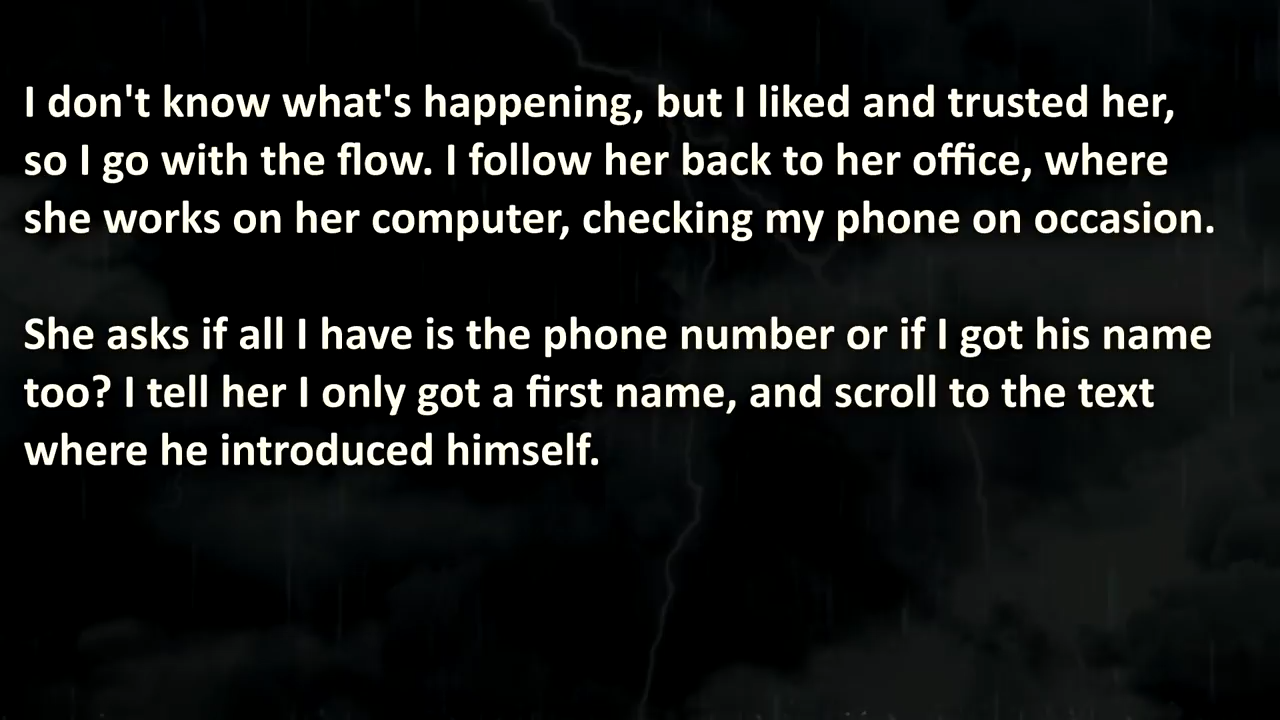 I don't know what's happening, but I liked and trusted her,
so I go with the flow. I follow her back to her office, where
she works on her computer, checking my phone on occasion.
She asks if all I have is the phone number or if I got his name
too? I tell her I only got a first name, and scroll to the text
where he introduced himself.